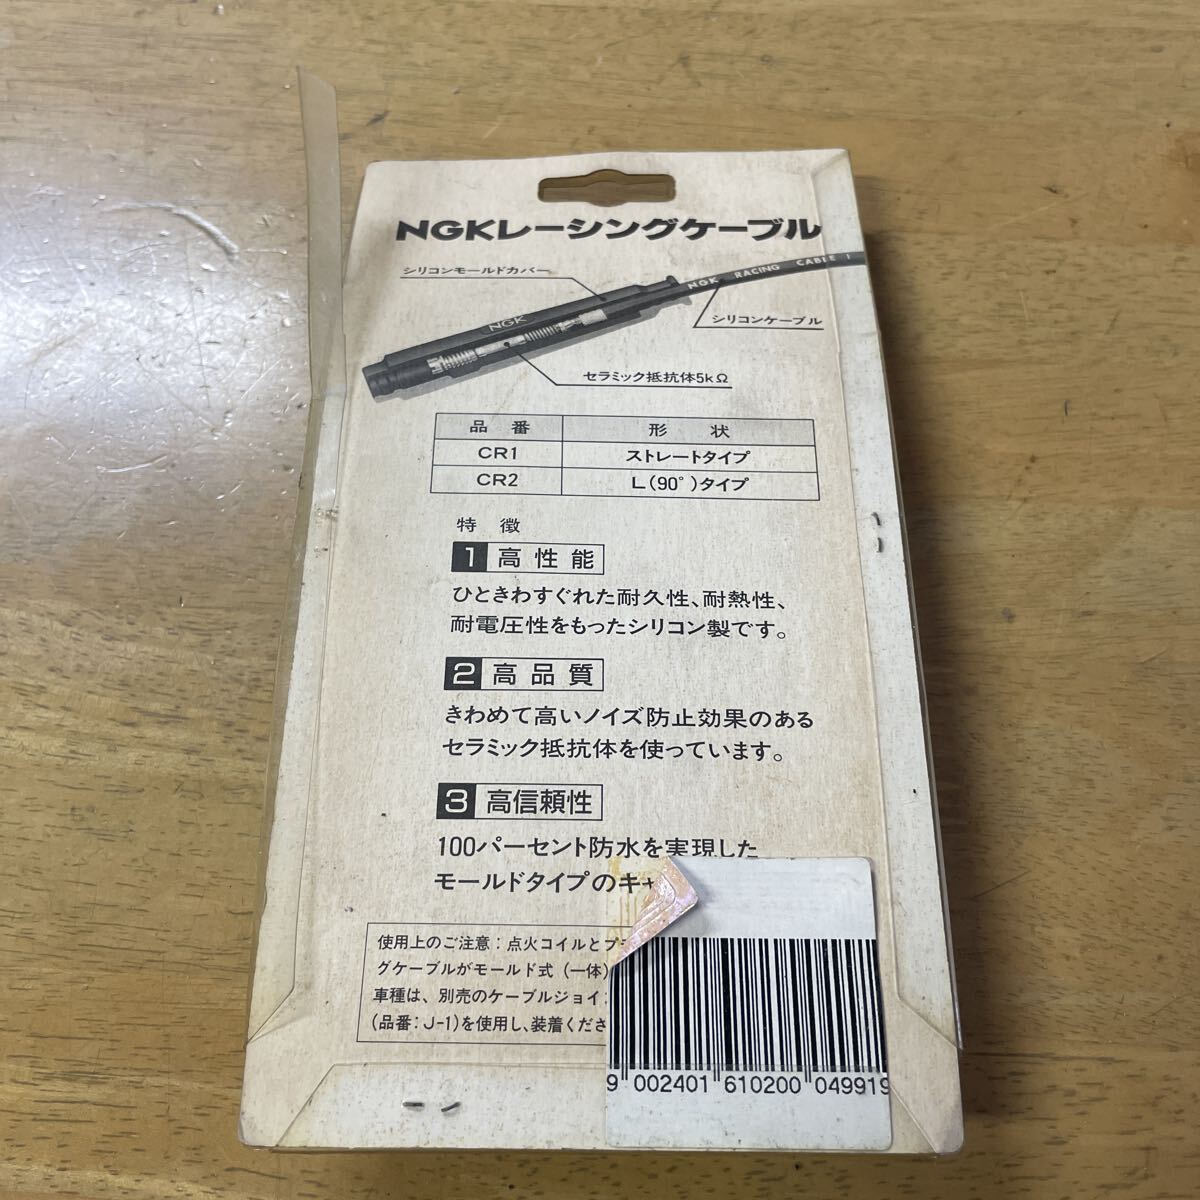 NGKレーシングケーブル
シリコンモールドカバー
NGK RACING CABLE
シリコンケーブル
NGK
セラミック抵抗体5kΩ
品番 形状
CR1 ストレートタイプ
CR2 L(90°)タイプ
特徴
1 高性能
ひときわすぐれた耐久性、耐熱性、
耐電圧性をもったシリコン製です。
2 高品質
きわめて高いノイズ防止効果のある
セラミック抵抗体を使っています。
3 高信頼性
100パーセント防水を実現した
モールドタイプのキャ
使用上のご注意：点火コイルとプ
グケーブルがモールド式（一体）
車種は、別売のケーブルジョイ
(品番：J-1)を使用し、装着くださ
9 002401 610200 049919